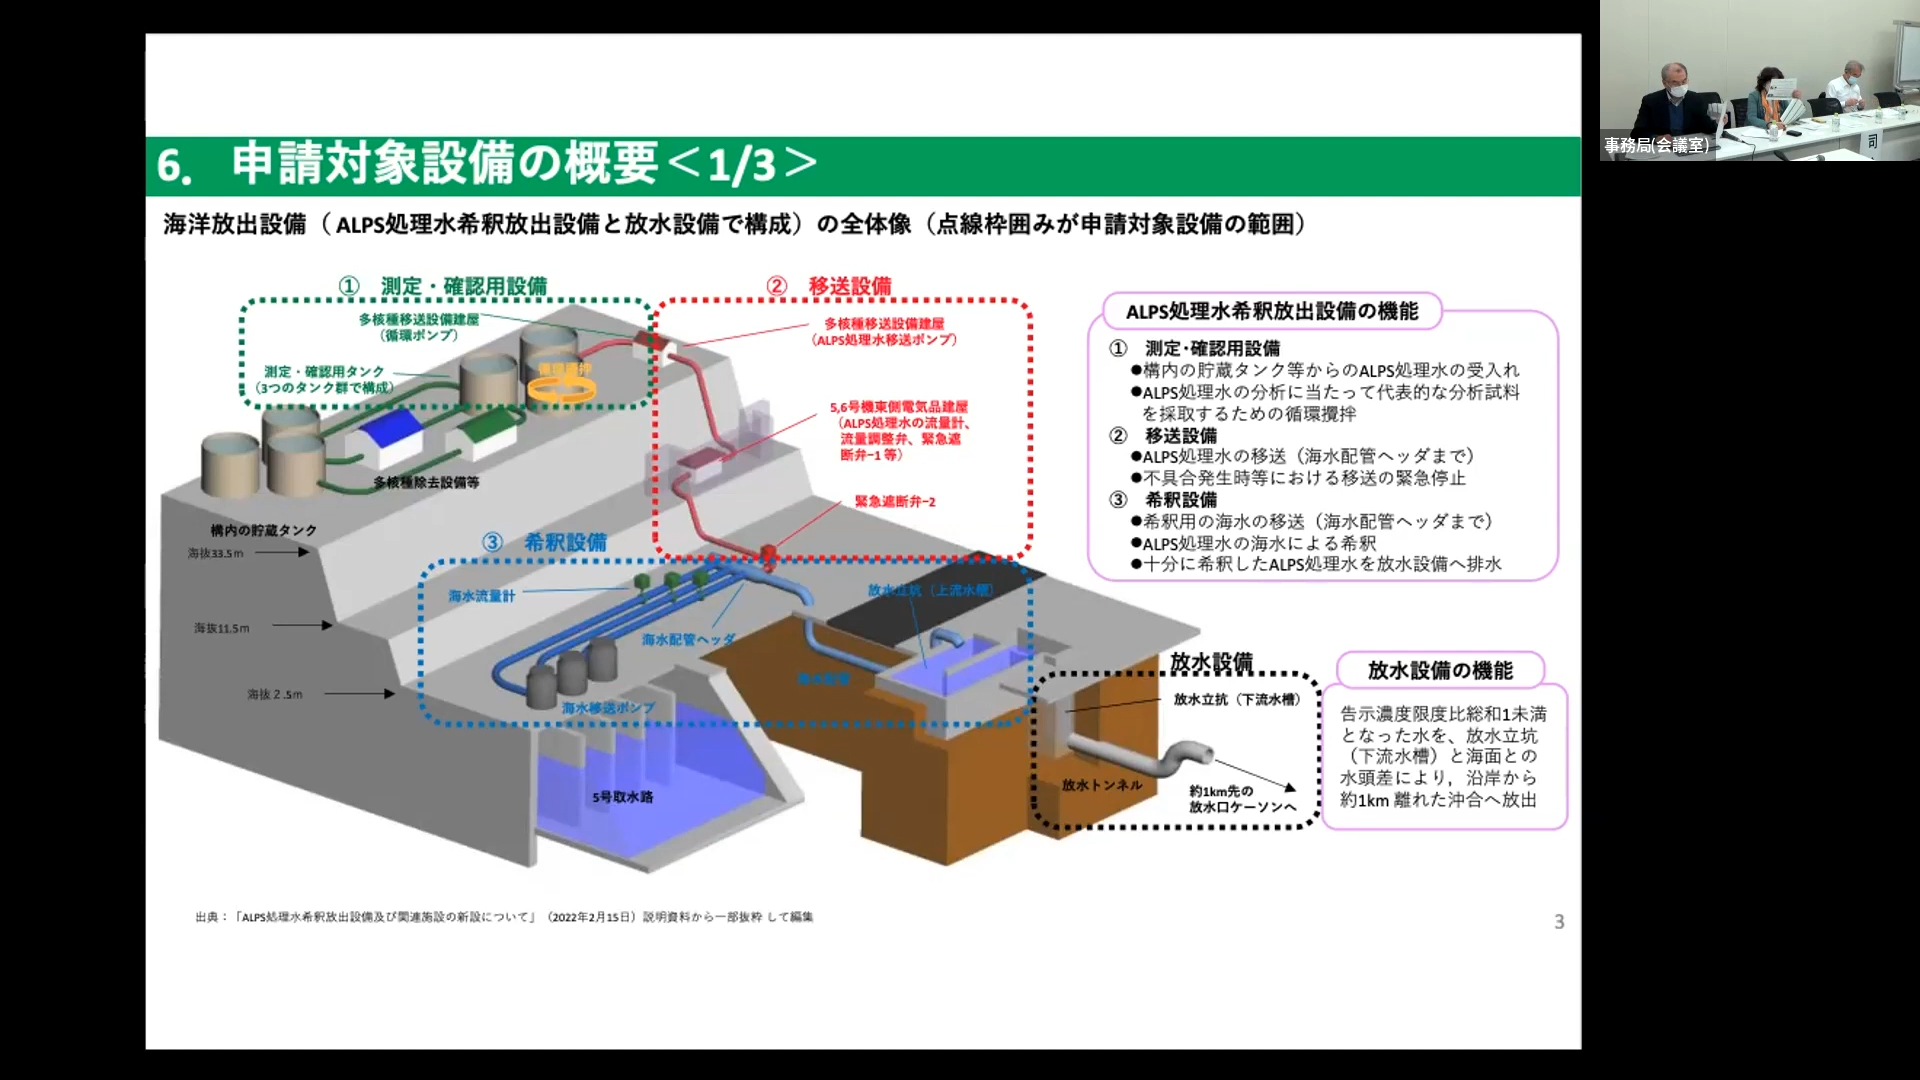 事務局(会議室)
司
6. 申請対象設備の概要＜1/3＞
海洋放出設備（ALPS処理水希釈放出設備と放水設備で構成）の全体像（点線枠囲みが申請対象設備の範囲）
① 測定・確認用設備
多核種移送設備建屋
（循環ポンプ）
測定・確認用タンク
（3つのタンク群で構成）
循環攪拌
多核種除去設備等
構内の貯蔵タンク
海抜33.5m
海抜11.5m
海抜2.5m
② 移送設備
多核種移送設備建屋
（ALPS処理水移送ポンプ）
5,6号機東側電気品建屋
（ALPS処理水の流量計、
流量調整弁、緊急遮
断弁−1 等）
緊急遮断弁−2
③ 希釈設備
海水流量計
海水配管ヘッダ
海水移送ポンプ
放水立坑（上流水槽）
5号取水路
放水設備
放水立坑（下流水槽）
放水トンネル
約1km先の
放水口ケーソンへ
ALPS処理水希釈放出設備の機能
① 測定･確認用設備
●構内の貯蔵タンク等からのALPS処理水の受入れ
●ALPS処理水の分析に当たって代表的な分析試料
を採取するための循環攪拌
② 移送設備
●ALPS処理水の移送（海水配管ヘッダまで）
●不具合発生時等における移送の緊急停止
③ 希釈設備
●希釈用の海水の移送（海水配管ヘッダまで）
●ALPS処理水の海水による希釈
●十分に希釈したALPS処理水を放水設備へ排水
放水設備の機能
告示濃度限度比総和1未満
となった水を、放水立坑
（下流水槽）と海面との
水頭差により，沿岸から
約1km 離れた沖合へ放出
出典：「ALPS処理水希釈放出設備及び関連施設の新設について」（2022年2月15日）説明資料から一部抜粋 して編集
3